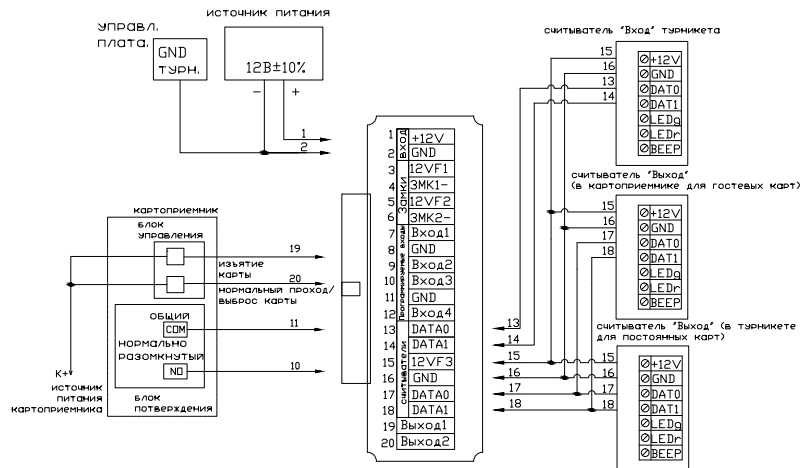 источник питания
управл.
плата.
GND
турн.
12В±10%
- +
1
2
считыватель "Вход" турникета
15 +12V
16 GND
13 DAT0
14 DAT1
LEDg
LEDr
BEEP
считыватель "Выход"
(в картоприемнике для гостевых карт)
15 +12V
16 GND
17 DAT0
18 DAT1
LEDg
LEDr
BEEP
считыватель "Выход" (в турникете
для постоянных карт)
+12V
GND
DAT0
DAT1
LEDg
LEDr
BEEP
13
14
15 15
16 16
17 17
18 18
вход
Замки
Программируемые входы
считыватели
1 +12V
2 GND
3 12VF1
4 ЗМК1-
5 12VF2
6 ЗМК2-
7 Вход1
8 GND
9 Вход2
10 Вход3
11 GND
12 Вход4
13 DATA0
14 DATA1
15 12VF3
16 GND
17 DATA0
18 DATA1
19 Выход1
20 Выход2
картоприемник
блок
управления
19
изъятие
карты
20
нормальный проход/
выброс карты
общий
COM
11
нормально
разомкнутый
NO
10
блок
потверждения
К+
источник
питания
картоприемника